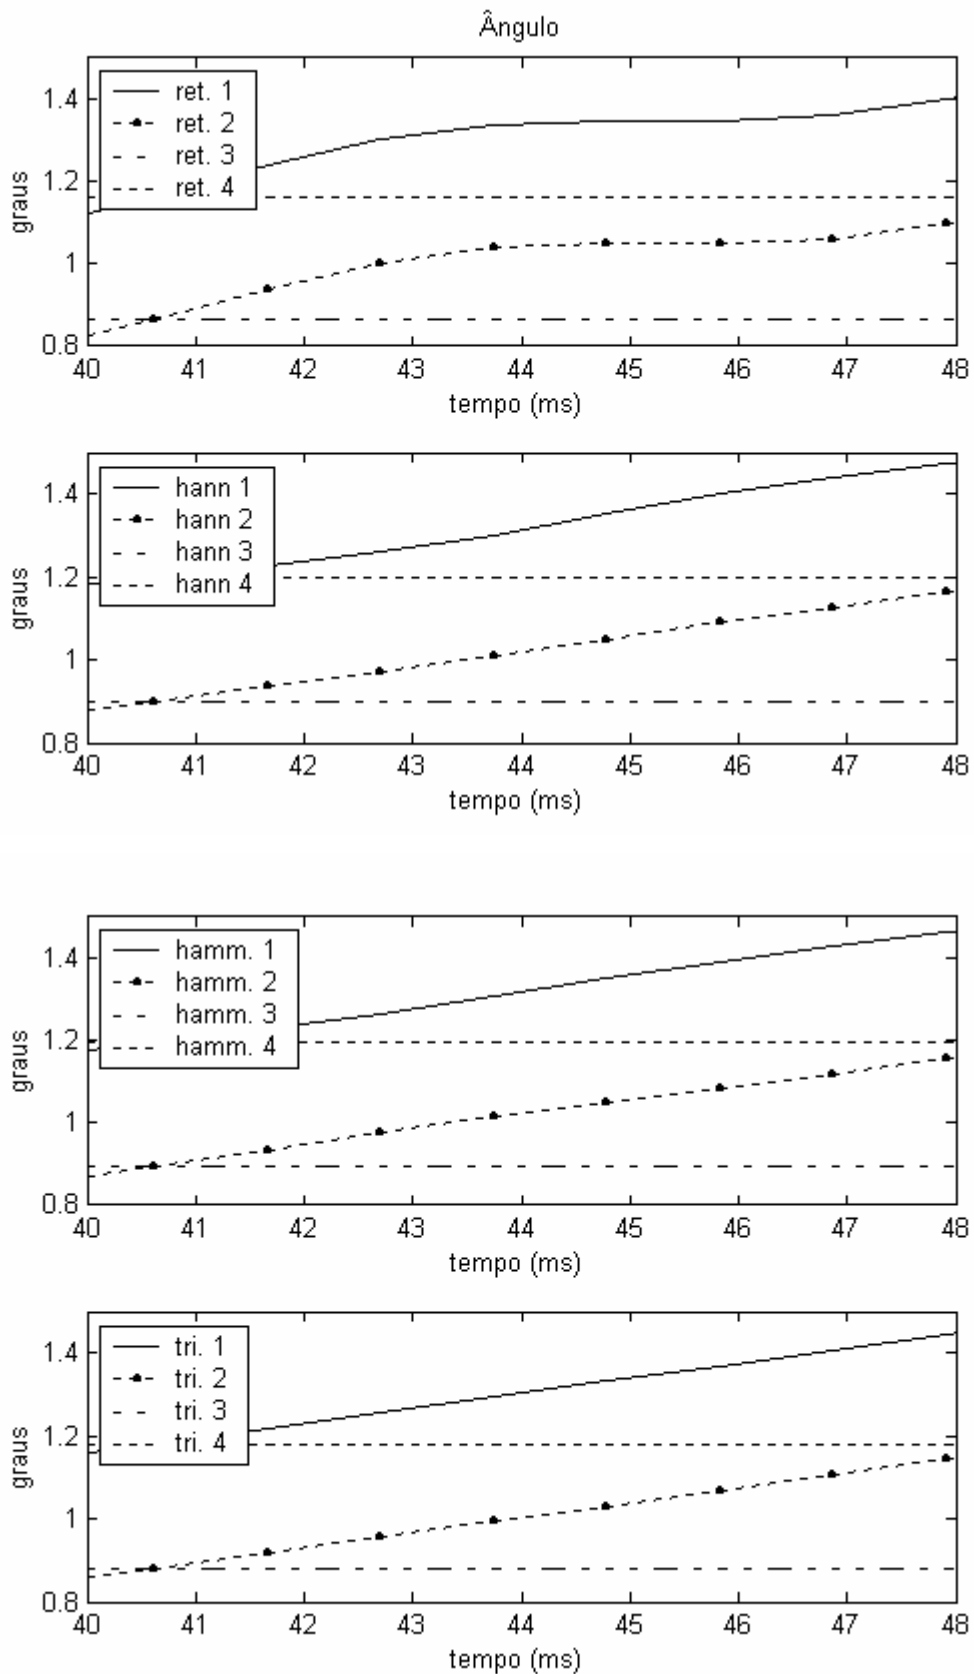 Ângulo
ret. 1
ret. 2
ret. 3
ret. 4
graus
1.4
1.2
1
0.8
40 41 42 43 44 45 46 47 48
tempo (ms)
hann 1
hann 2
hann 3
hann 4
graus
1.4
1.2
1
0.8
40 41 42 43 44 45 46 47 48
tempo (ms)
hamm. 1
hamm. 2
hamm. 3
hamm. 4
graus
1.4
1.2
1
0.8
40 41 42 43 44 45 46 47 48
tempo (ms)
tri. 1
tri. 2
tri. 3
tri. 4
graus
1.4
1.2
1
0.8
40 41 42 43 44 45 46 47 48
tempo (ms)